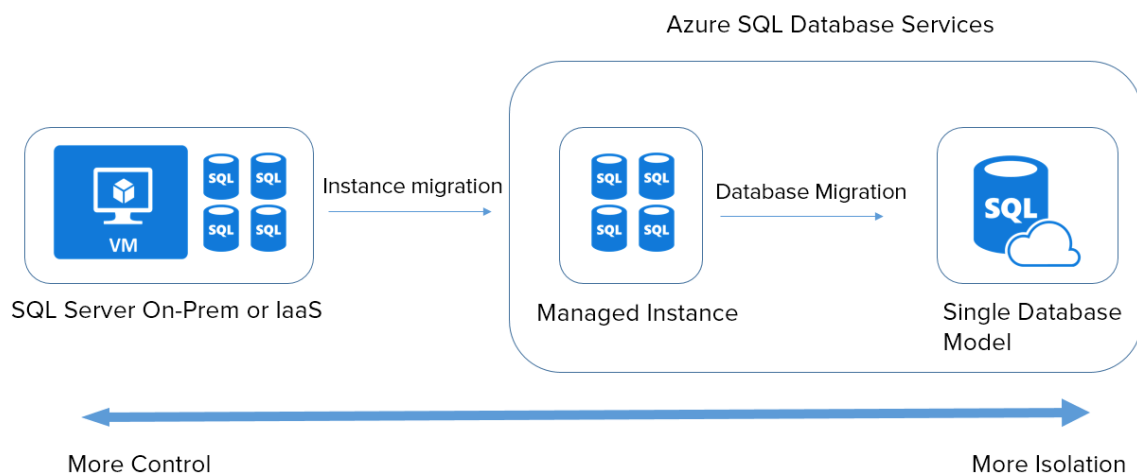 Azure SQL Database Services
VM
SQL
SQL
SQL
SQL
Instance migration
SQL
SQL
SQL
SQL
Database Migration
SQL
SQL Server On-Prem or IaaS
Managed Instance
Single Database
Model
More Control
More Isolation